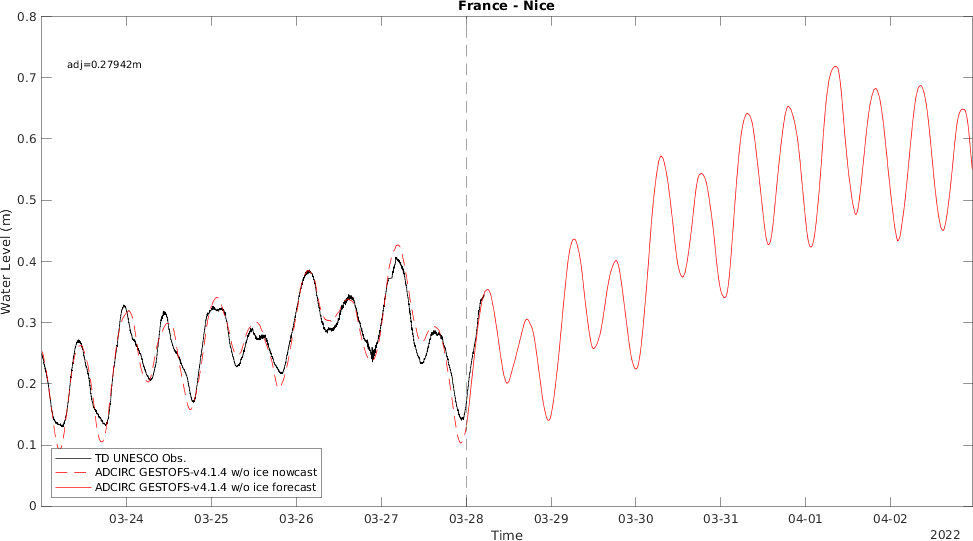 France - Nice
adj=0.27942m
Water Level (m)
0.8
0.7
0.6
0.5
0.4
0.3
0.2
0.1
0
TD UNESCO Obs.
ADCIRC GESTOFS-v4.1.4 w/o ice nowcast
ADCIRC GESTOFS-v4.1.4 w/o ice forecast
03-24 03-25 03-26 03-27 03-28 03-29 03-30 03-31 04-01 04-02
Time
2022